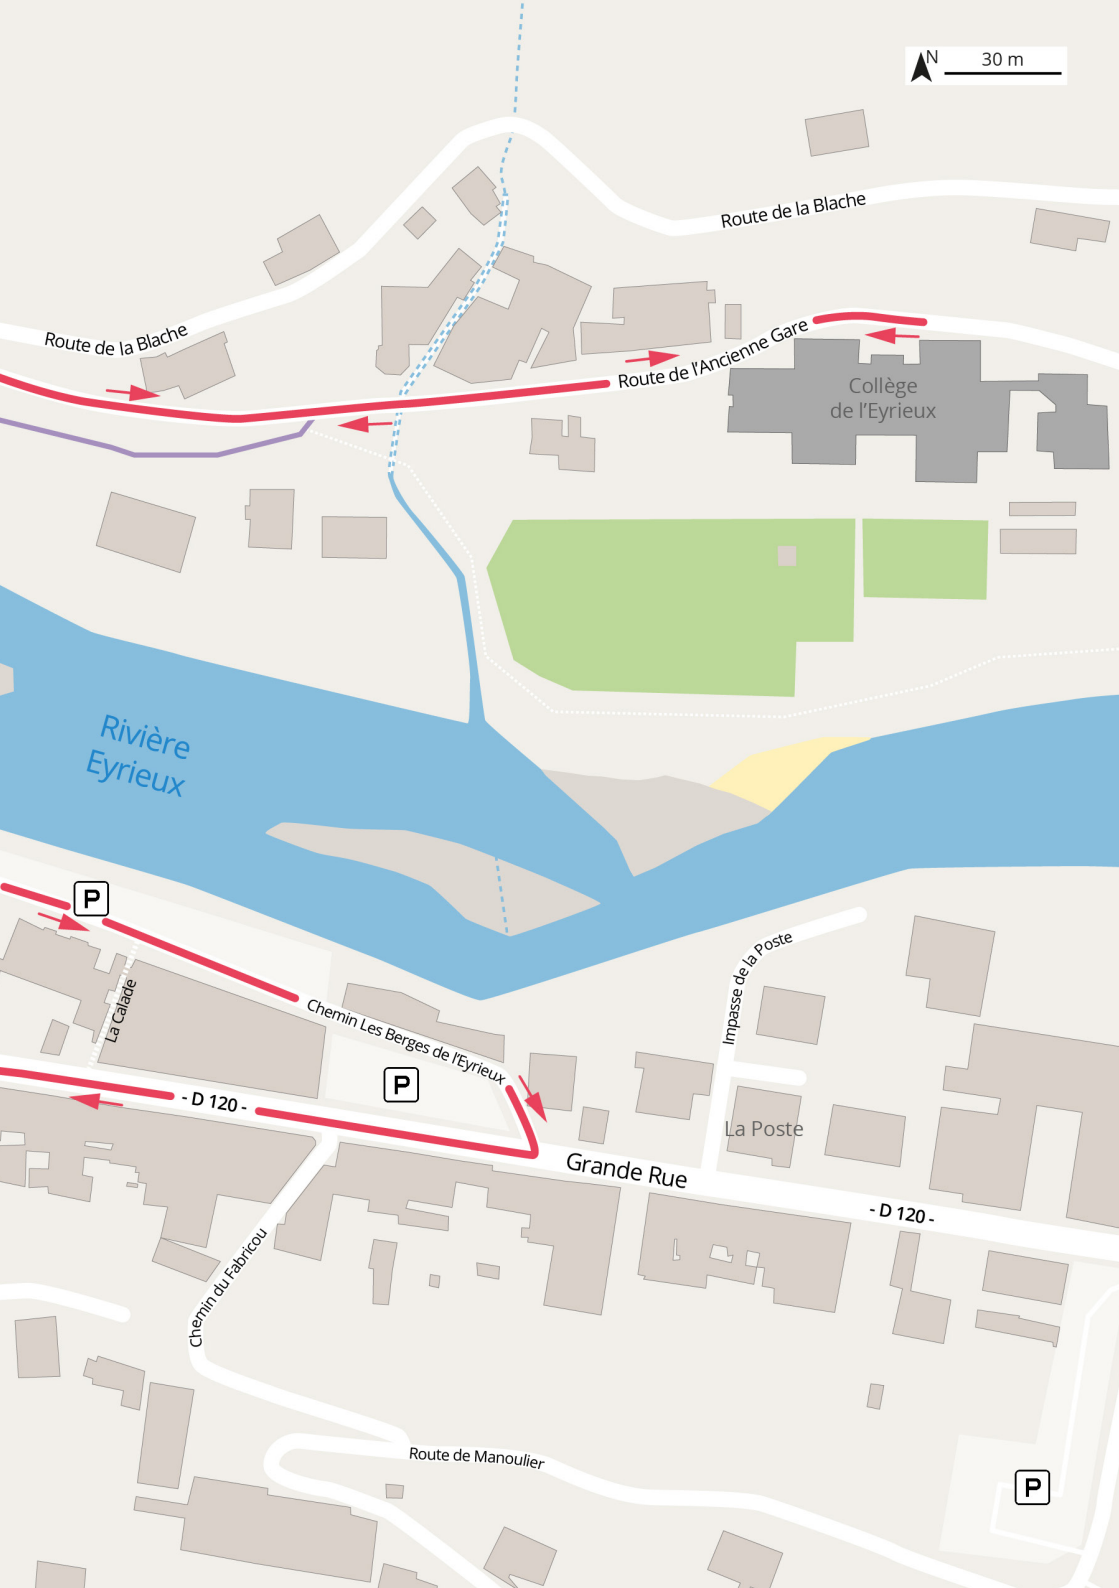 N
30 m
Route de la Blache
Route de la Blache
Route de l'Ancienne Gare
Collège
de l'Eyrieux
Rivière
Eyrieux
P
Impasse de la Poste
La Calade
Chemin Les Berges de l'Eyrieux
P
- D 120 -
La Poste
Grande Rue
- D 120 -
Chemin du Fabricou
Route de Manoulier
P